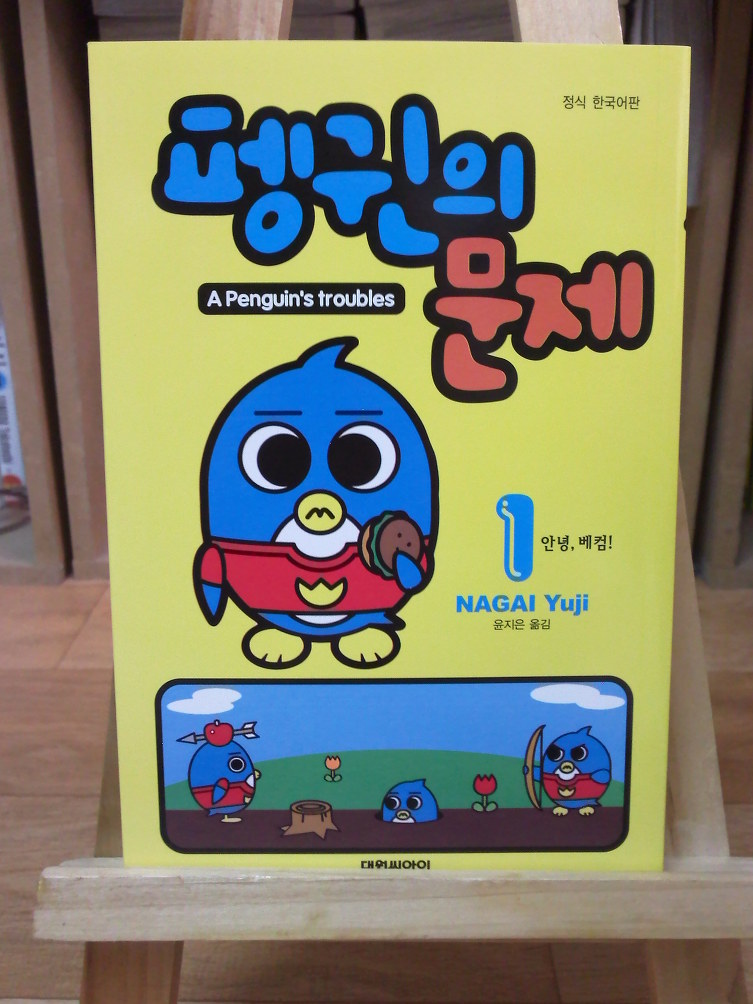 정식 한국어판
펭귄의
문제
A Penguin's troubles
1 안녕, 베컴!
NAGAI Yuji
윤지은 옮김
대원씨아이